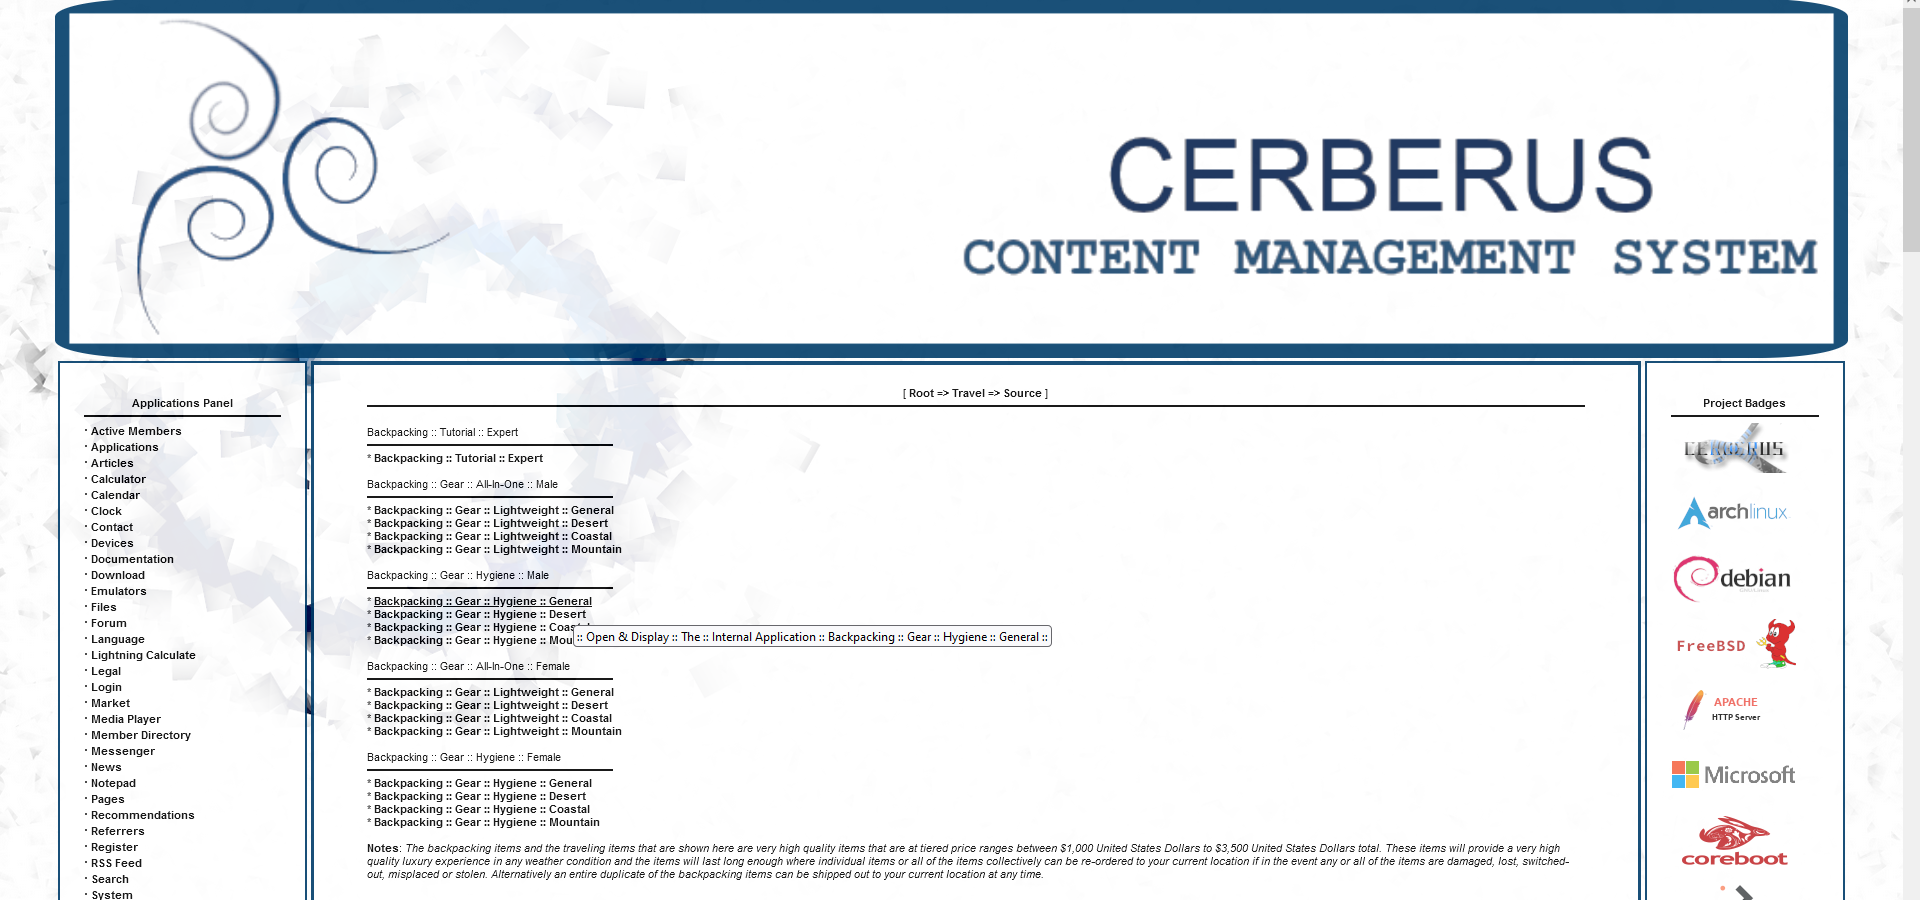 CERBERUS
CONTENT MANAGEMENT SYSTEM
Applications Panel
· Active Members
· Applications
· Articles
· Calculator
· Calendar
· Clock
· Contact
· Devices
· Documentation
· Download
· Emulators
· Files
· Forum
· Language
· Lightning Calculate
· Legal
· Login
· Market
· Media Player
· Member Directory
· Messenger
· News
· Notepad
· Pages
· Recommendations
· Referrers
· Register
· RSS Feed
· Search
· System
[ Root => Travel => Source ]
Backpacking :: Tutorial :: Expert
* Backpacking :: Tutorial :: Expert
Backpacking :: Gear :: All-In-One :: Male
* Backpacking :: Gear :: Lightweight :: General
* Backpacking :: Gear :: Lightweight :: Desert
* Backpacking :: Gear :: Lightweight :: Coastal
* Backpacking :: Gear :: Lightweight :: Mountain
Backpacking :: Gear :: Hygiene :: Male
* Backpacking :: Gear :: Hygiene :: General
* Backpacking :: Gear :: Hygiene :: Desert
* Backpacking :: Gear :: Hygiene :: Coas
* Backpacking :: Gear :: Hygiene :: Mou
:: Open & Display :: The :: Internal Application :: Backpacking :: Gear :: Hygiene :: General ::
Backpacking :: Gear :: All-In-One :: Female
* Backpacking :: Gear :: Lightweight :: General
* Backpacking :: Gear :: Lightweight :: Desert
* Backpacking :: Gear :: Lightweight :: Coastal
* Backpacking :: Gear :: Lightweight :: Mountain
Backpacking :: Gear :: Hygiene :: Female
* Backpacking :: Gear :: Hygiene :: General
* Backpacking :: Gear :: Hygiene :: Desert
* Backpacking :: Gear :: Hygiene :: Coastal
* Backpacking :: Gear :: Hygiene :: Mountain
Notes: The backpacking items and the traveling items that are shown here are very high quality items that are at tiered price ranges between $1,000 United States Dollars to $3,500 United States Dollars total. These items will provide a very high
quality luxury experience in any weather condition and the items will last long enough where individual items or all of the items collectively can be re-ordered to your current location if in the event any or all of the items are damaged, lost, switched-
out, misplaced or stolen. Alternatively an entire duplicate of the backpacking items can be shipped out to your current location at any time.
Project Badges
CERBERUS
archlinux
debian
FreeBSD
APACHE
HTTP Server
Microsoft
coreboot